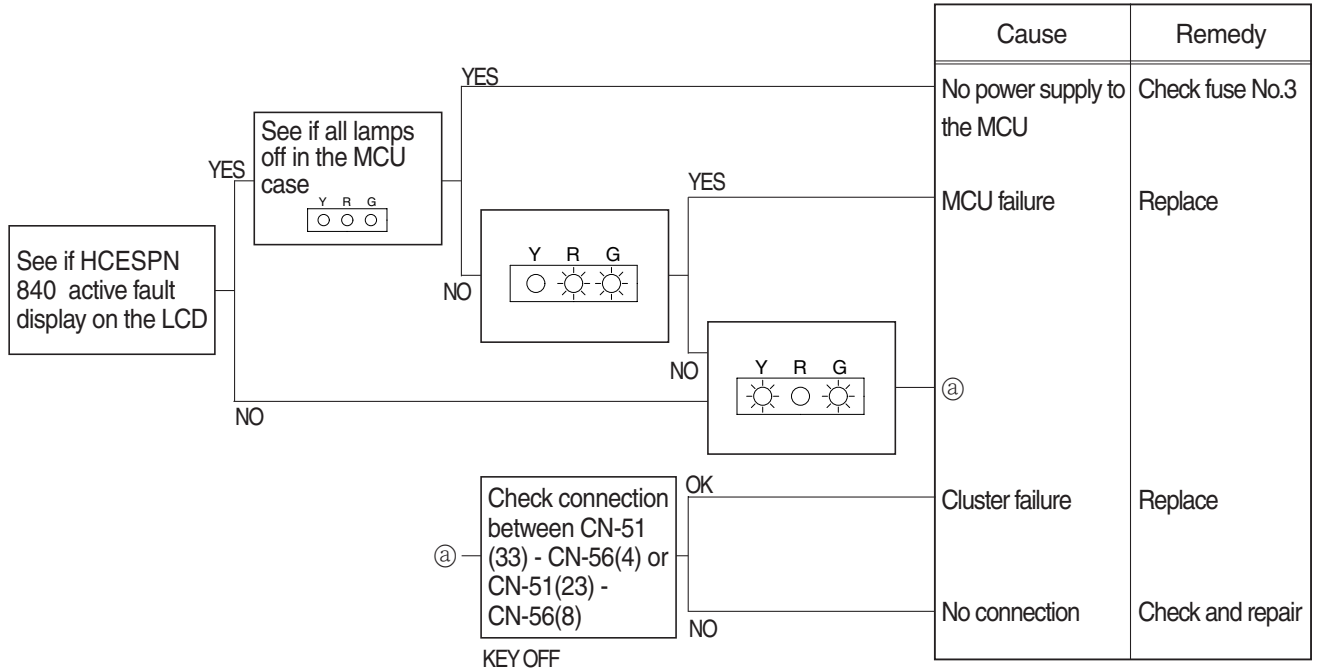 Cause
Remedy
YES
No power supply to
the MCU
Check fuse No.3
YES
See if all lamps
off in the MCU
case
Y R G
YES
MCU failure
Replace
See if HCESPN
840 active fault
display on the LCD
NO
Y R G
NO
Y R G
ⓐ
NO
ⓐ
Check connection
between CN-51
(33) - CN-56(4) or
CN-51(23) -
CN-56(8)
OK
Cluster failure
Replace
NO
No connection
Check and repair
KEY OFF